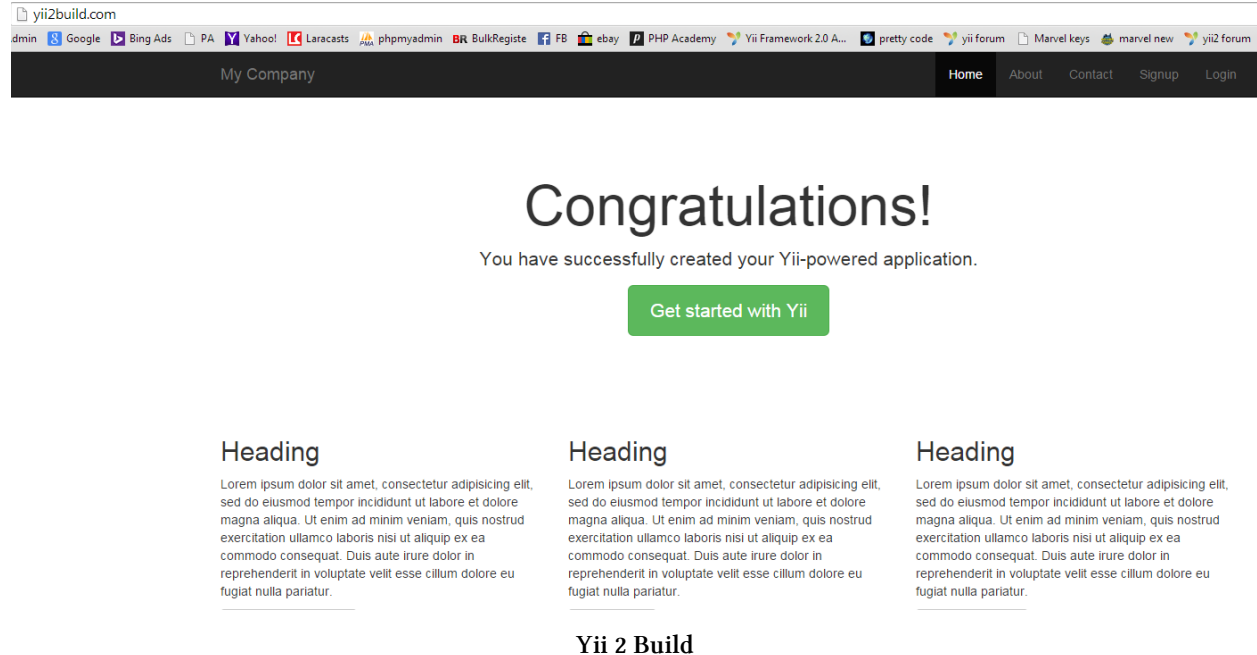 yii2build.com
dmin Google Bing Ads PA Yahoo! Laracasts phpmyadmin BR BulkRegiste FB ebay PHP Academy Yii Framework 2.0 A... pretty code yii forum Marvel keys marvel new yii2 forum
My Company Home About Contact Signup Login
Congratulations!
You have successfully created your Yii-powered application.
Get started with Yii
Heading
Lorem ipsum dolor sit amet, consectetur adipisicing elit,
sed do eiusmod tempor incididunt ut labore et dolore
magna aliqua. Ut enim ad minim veniam, quis nostrud
exercitation ullamco laboris nisi ut aliquip ex ea
commodo consequat. Duis aute irure dolor in
reprehenderit in voluptate velit esse cillum dolore eu
fugiat nulla pariatur.
Heading
Lorem ipsum dolor sit amet, consectetur adipisicing elit,
sed do eiusmod tempor incididunt ut labore et dolore
magna aliqua. Ut enim ad minim veniam, quis nostrud
exercitation ullamco laboris nisi ut aliquip ex ea
commodo consequat. Duis aute irure dolor in
reprehenderit in voluptate velit esse cillum dolore eu
fugiat nulla pariatur.
Heading
Lorem ipsum dolor sit amet, consectetur adipisicing elit,
sed do eiusmod tempor incididunt ut labore et dolore
magna aliqua. Ut enim ad minim veniam, quis nostrud
exercitation ullamco laboris nisi ut aliquip ex ea
commodo consequat. Duis aute irure dolor in
reprehenderit in voluptate velit esse cillum dolore eu
fugiat nulla pariatur.
Yii 2 Build